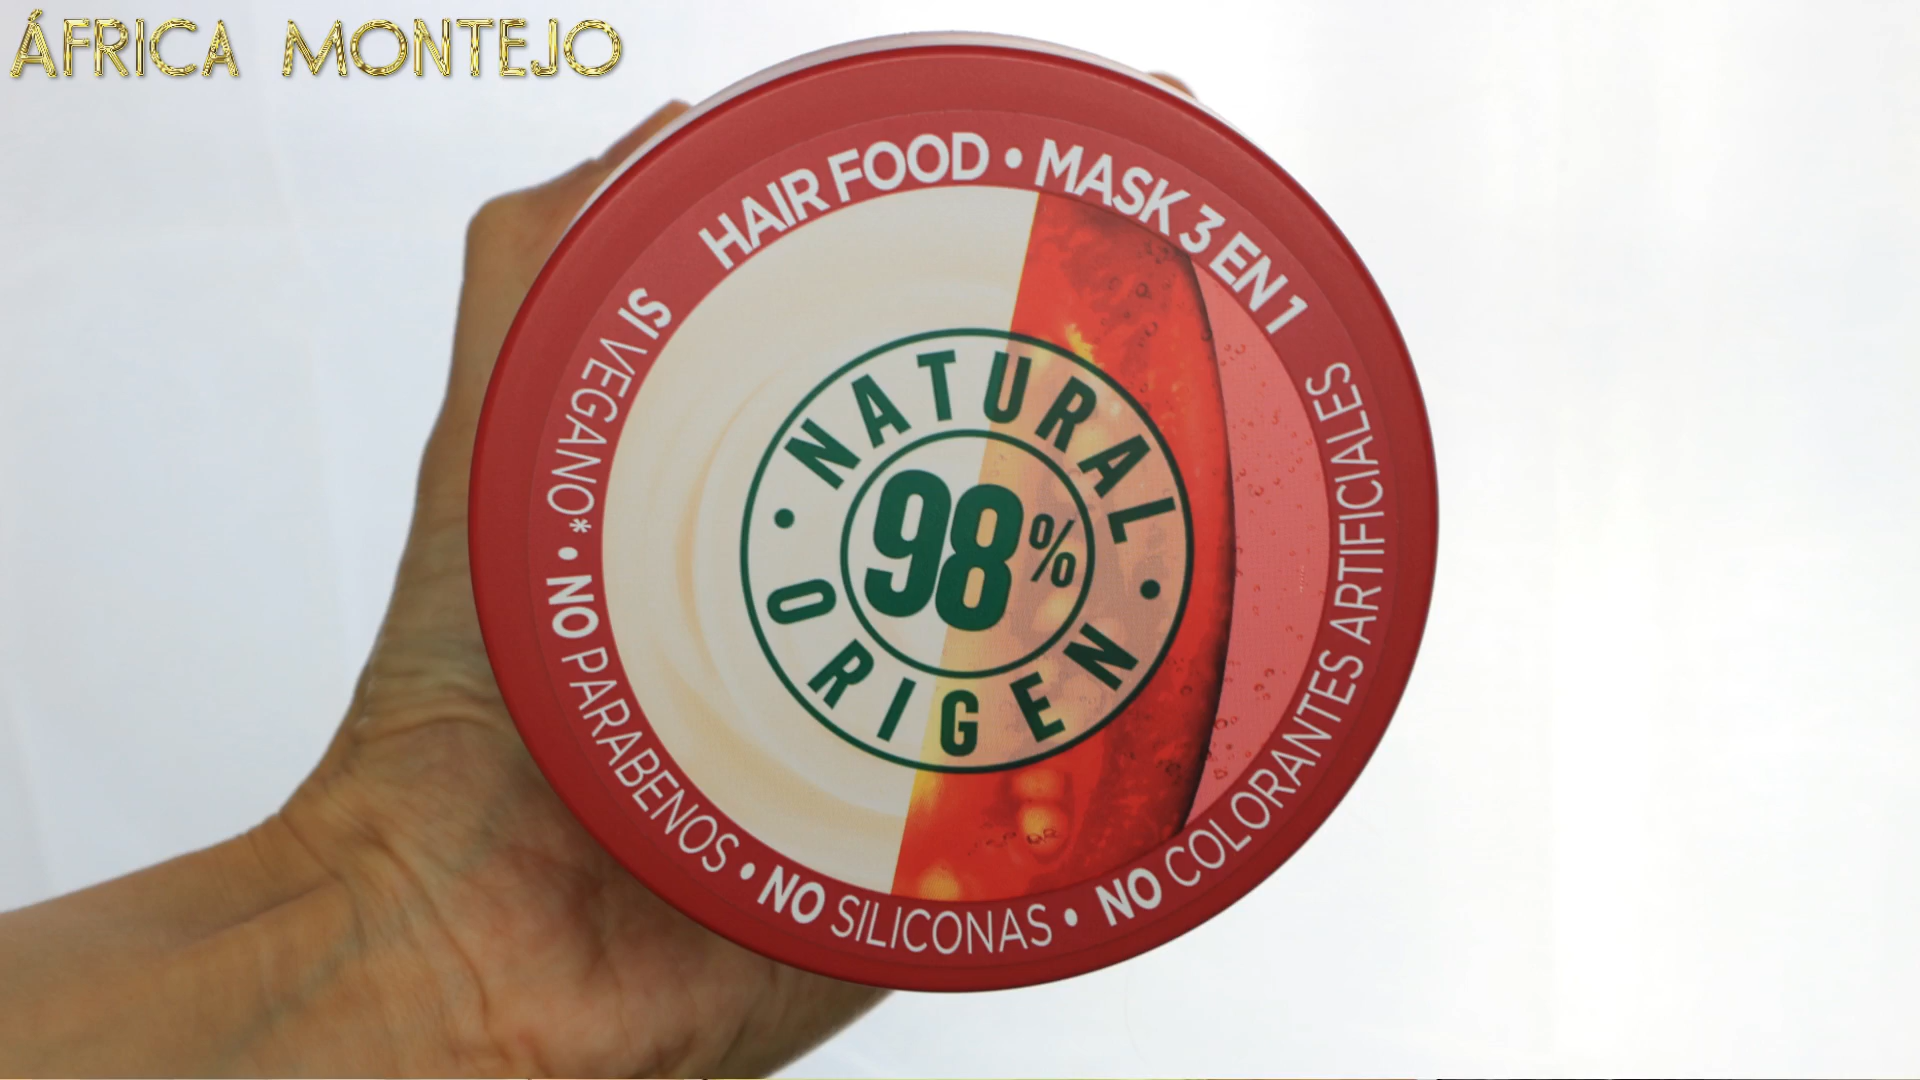 ÁFRICA MONTEJO
HAIR FOOD • MASK 3 EN 1
SI VEGANO* • NO PARABENOS • NO SILICONAS • NO COLORANTES ARTIFICIALES
• NATURAL •
98%
ORIGEN